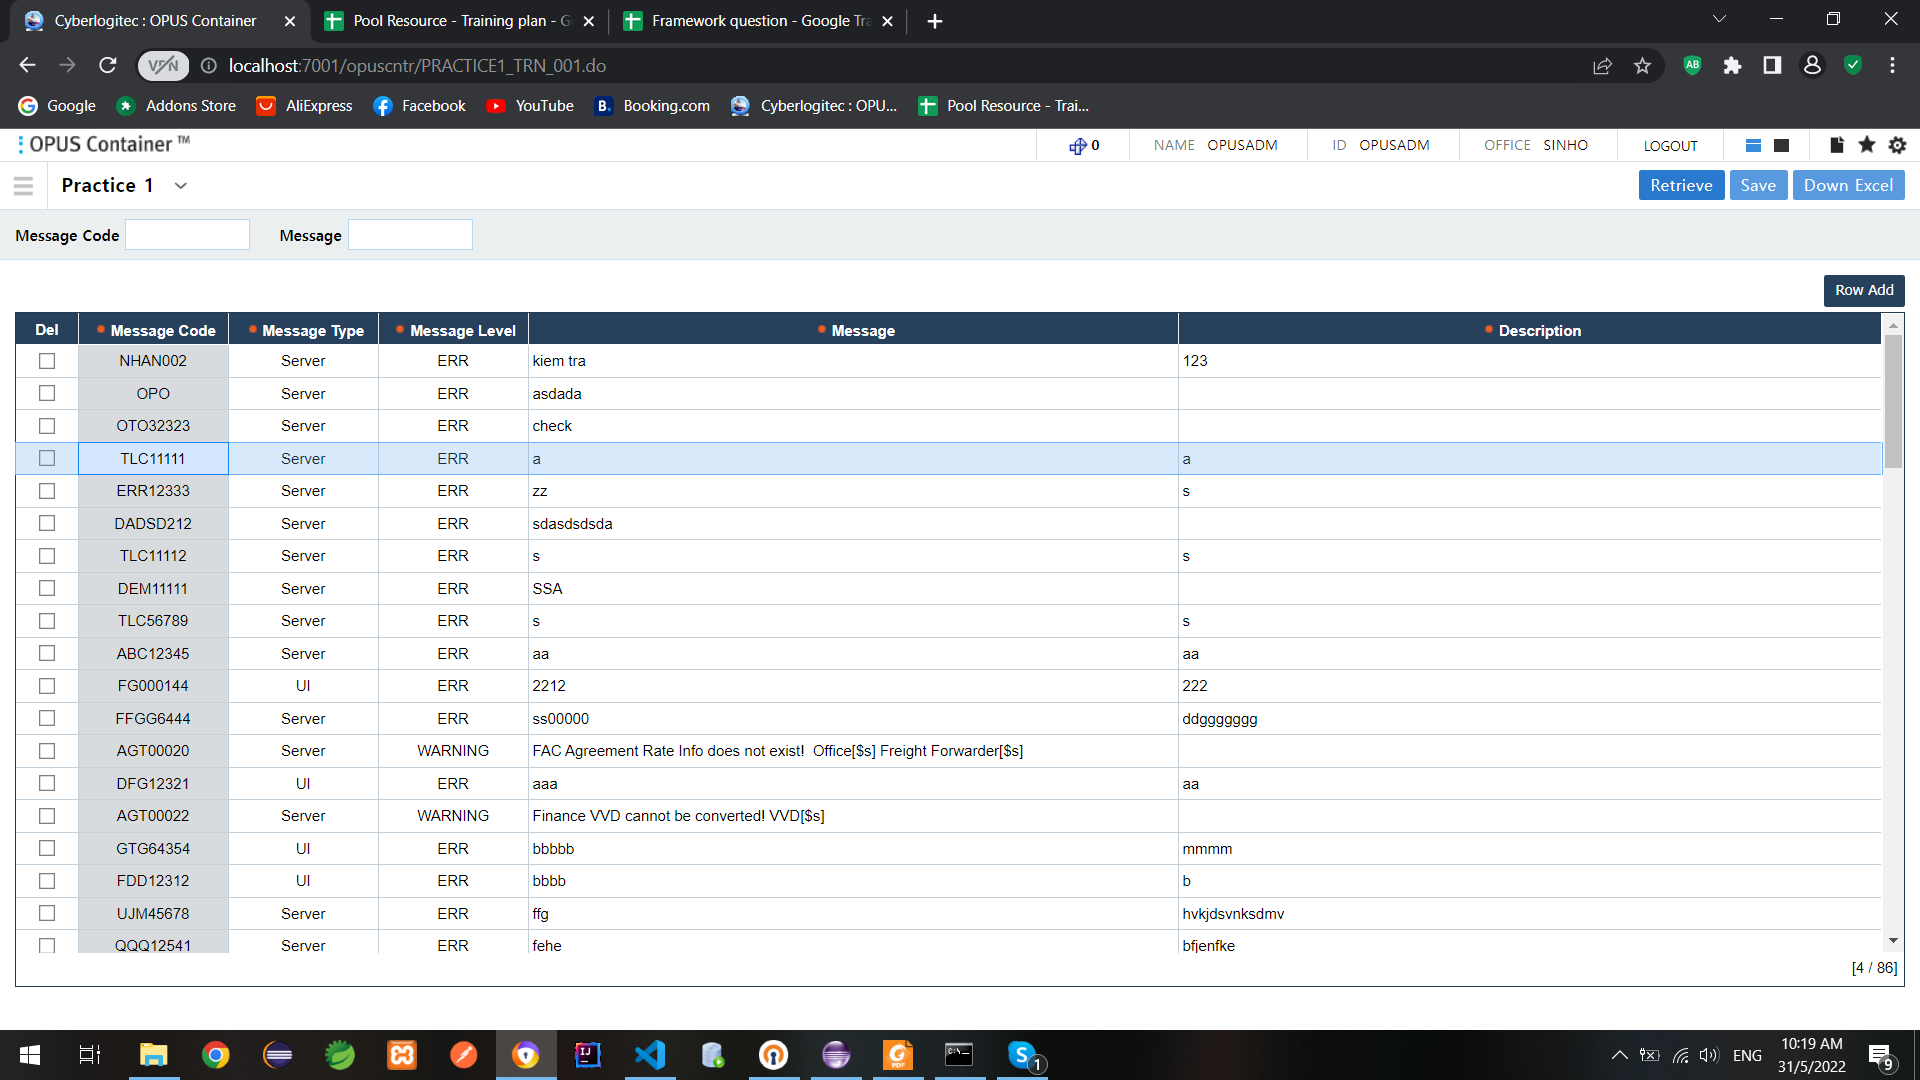 Cyberlogitec : OPUS Container
Pool Resource - Training plan - G
Framework question - Google Tra
VPN
localhost:7001/opuscntr/PRACTICE1_TRN_001.do
Google
Addons Store
AliExpress
Facebook
YouTube
Booking.com
Cyberlogitec : OPU...
Pool Resource - Trai...
OPUS Container ™
0
NAME OPUSADM
ID OPUSADM
OFFICE SINHO
LOGOUT
Practice 1
Retrieve
Save
Down Excel
Message Code
Message
Row Add
Del Message Code Message Type Message Level Message Description
NHAN002 Server ERR kiem tra 123
OPO Server ERR asdada
OTO32323 Server ERR check
TLC11111 Server ERR a a
ERR12333 Server ERR zz s
DADSD212 Server ERR sdasdsdsda
TLC11112 Server ERR s s
DEM11111 Server ERR SSA
TLC56789 Server ERR s s
ABC12345 Server ERR aa aa
FG000144 UI ERR 2212 222
FFGG6444 Server ERR ss00000 ddggggggg
AGT00020 Server WARNING FAC Agreement Rate Info does not exist!  Office[$s] Freight Forwarder[$s]
DFG12321 UI ERR aaa aa
AGT00022 Server WARNING Finance VVD cannot be converted! VVD[$s]
GTG64354 UI ERR bbbbb mmmm
FDD12312 UI ERR bbbb b
UJM45678 Server ERR ffg hvkjdsvnksdmv
QQQ12541 Server ERR fehe bfjenfke
[4 / 86]
ENG
10:19 AM
31/5/2022
1
9